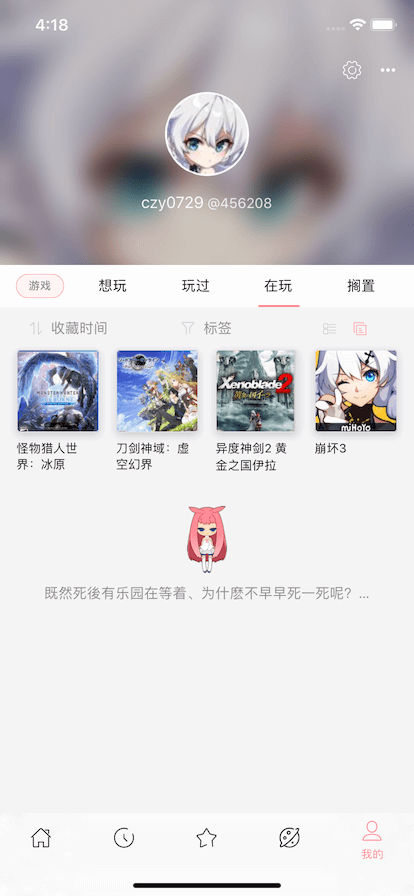 4:18
czy0729 @456208
游戏 想玩 玩过 在玩 搁置
收藏时间 标签
MONSTER HUNTER
Xenoblade2
miHoYo
怪物猎人世
界：冰原
刀剑神域：虚
空幻界
异度神剑2 黄
金之国伊拉
崩坏3
既然死後有乐园在等着、为什麽不早早死一死呢？...
我的